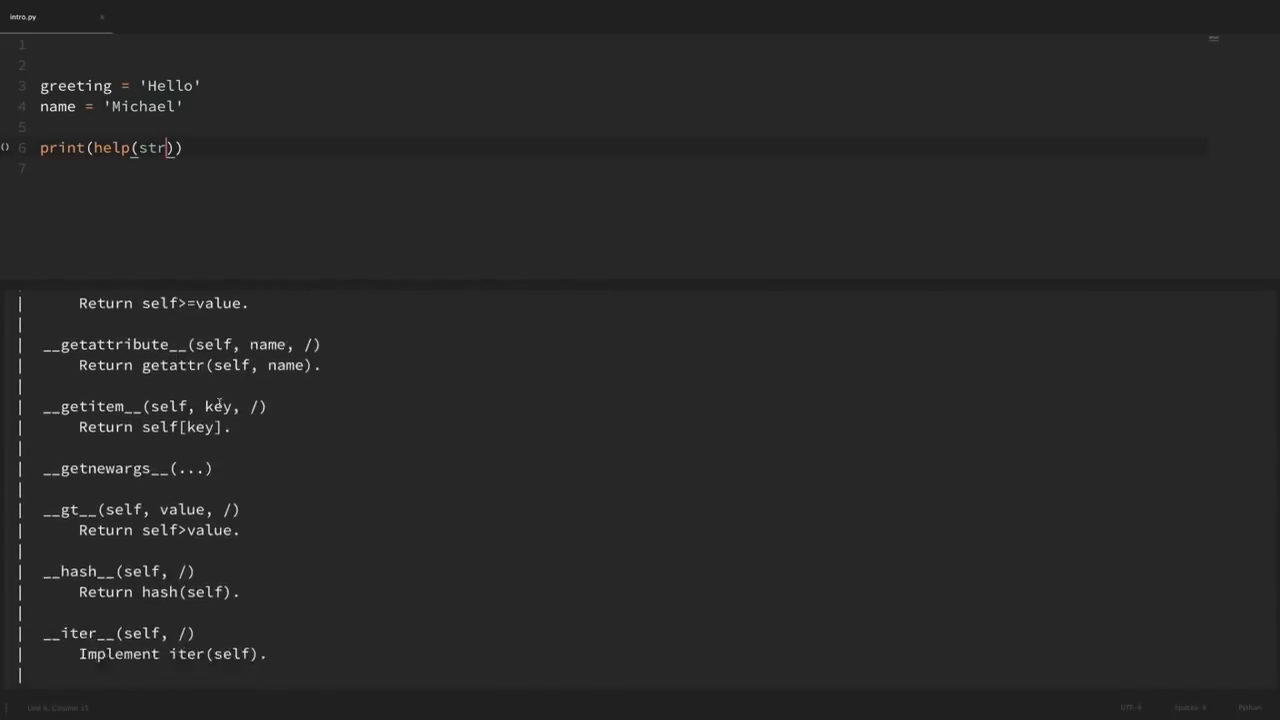 intro.py ×
1
2
3 greeting = 'Hello'
4 name = 'Michael'
5
6 print(help(str))
7
| Return self>=value.
|
| __getattribute__(self, name, /)
| Return getattr(self, name).
|
| __getitem__(self, key, /)
| Return self[key].
|
| __getnewargs__(...)
|
| __gt__(self, value, /)
| Return self>value.
|
| __hash__(self, /)
| Return hash(self).
|
| __iter__(self, /)
| Implement iter(self).
|
Line 6, Column 15 UTF-8 Spaces: 4 Python